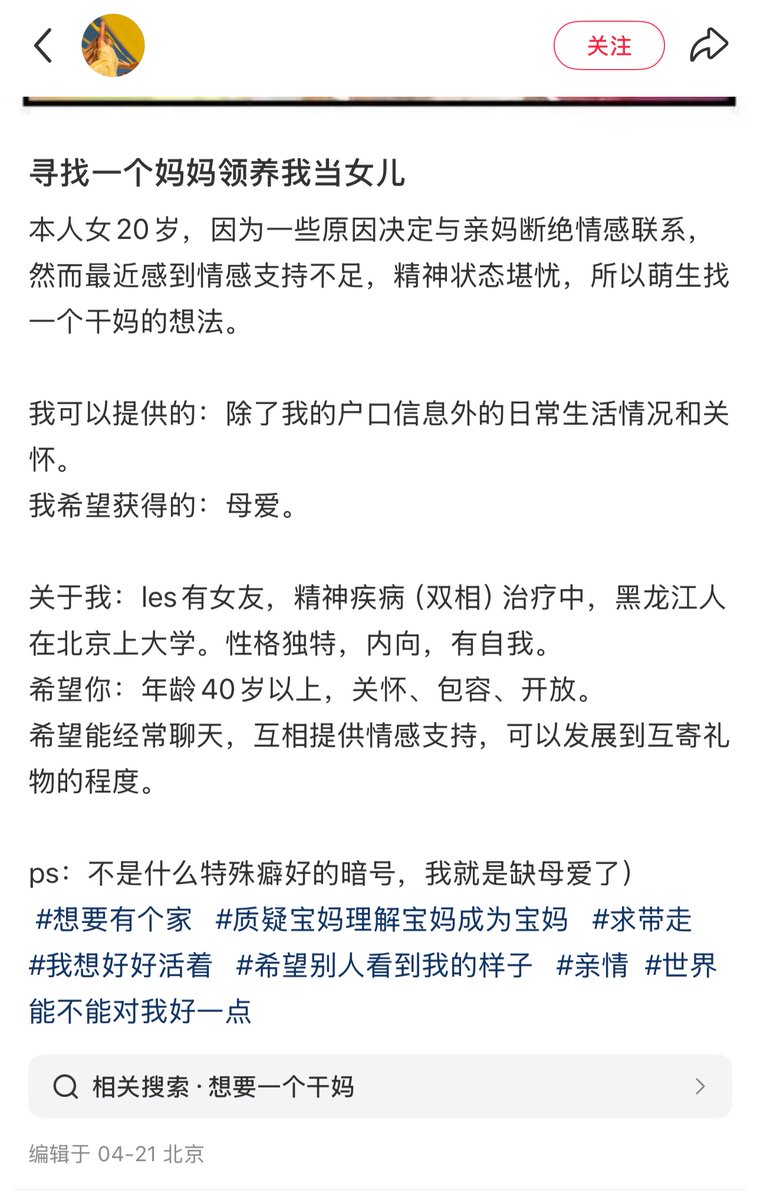 关注
寻找一个妈妈领养我当女儿
本人女20岁，因为一些原因决定与亲妈断绝情感联系，
然而最近感到情感支持不足，精神状态堪忧，所以萌生找
一个干妈的想法。
我可以提供的：除了我的户口信息外的日常生活情况和关
怀。
我希望获得的：母爱。
关于我：les有女友，精神疾病（双相）治疗中，黑龙江人
在北京上大学。性格独特，内向，有自我。
希望你：年龄40岁以上，关怀、包容、开放。
希望能经常聊天，互相提供情感支持，可以发展到互寄礼
物的程度。
ps：不是什么特殊癖好的暗号，我就是缺母爱了）
#想要有个家 #质疑宝妈理解宝妈成为宝妈 #求带走
#我想好好活着 #希望别人看到我的样子 #亲情 #世界
能不能对我好一点
相关搜索·想要一个干妈
编辑于 04-21 北京